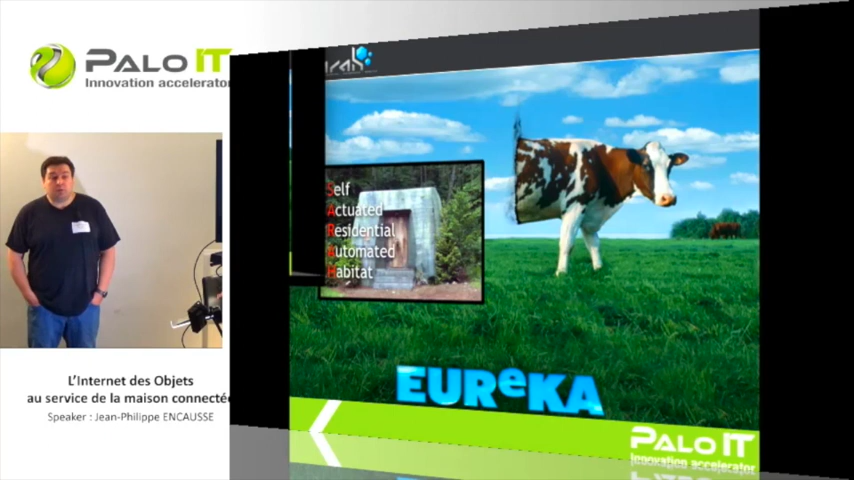 PALO IT
Innovation accelerator
Self
Actuated
Residential
Automated
Habitat
EUReKA
PALO IT
Innovation accelerator
L'Internet des Objets
au service de la maison connectée
Speaker : Jean-Philippe ENCAUSSE